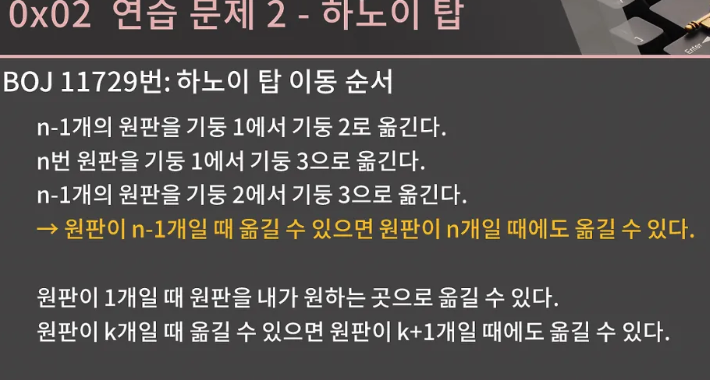 0x02 연습 문제 2 - 하노이 탑
Enter
BOJ 11729번: 하노이 탑 이동 순서
n-1개의 원판을 기둥 1에서 기둥 2로 옮긴다.
n번 원판을 기둥 1에서 기둥 3으로 옮긴다.
n-1개의 원판을 기둥 2에서 기둥 3으로 옮긴다.
→ 원판이 n-1개일 때 옮길 수 있으면 원판이 n개일 때에도 옮길 수 있다.
원판이 1개일 때 원판을 내가 원하는 곳으로 옮길 수 있다.
원판이 k개일 때 옮길 수 있으면 원판이 k+1개일 때에도 옮길 수 있다.